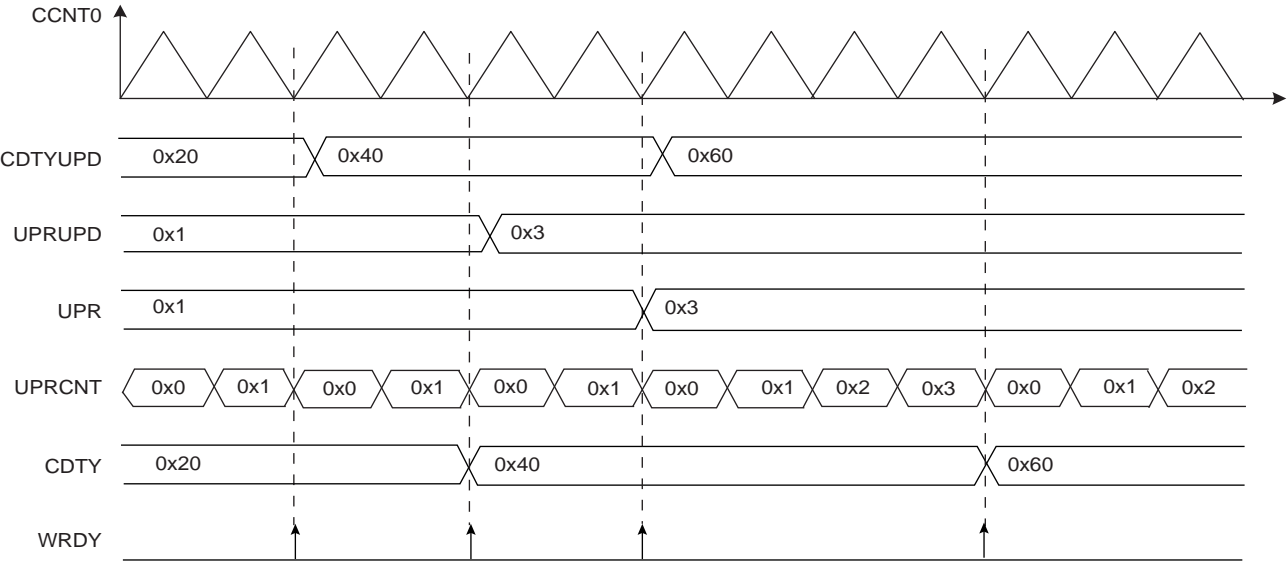 CCNT0
CDTYUPD 0x20 0x40 0x60
UPRUPD 0x1 0x3
UPR 0x1 0x3
UPRCNT 0x0 0x1 0x0 0x1 0x0 0x1 0x0 0x1 0x2 0x3 0x0 0x1 0x2
CDTY 0x20 0x40 0x60
WRDY